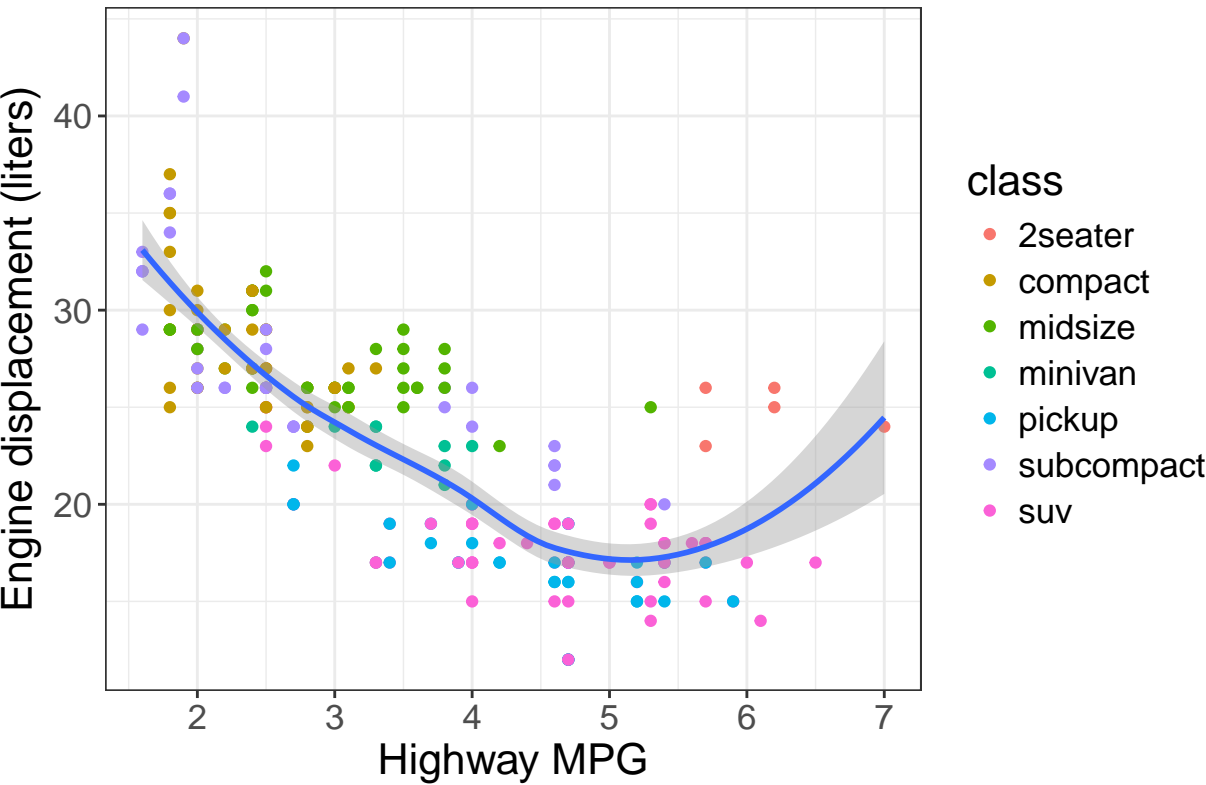 Engine displacement (liters)
40
30
20
2 3 4 5 6 7
Highway MPG
class
2seater
compact
midsize
minivan
pickup
subcompact
suv